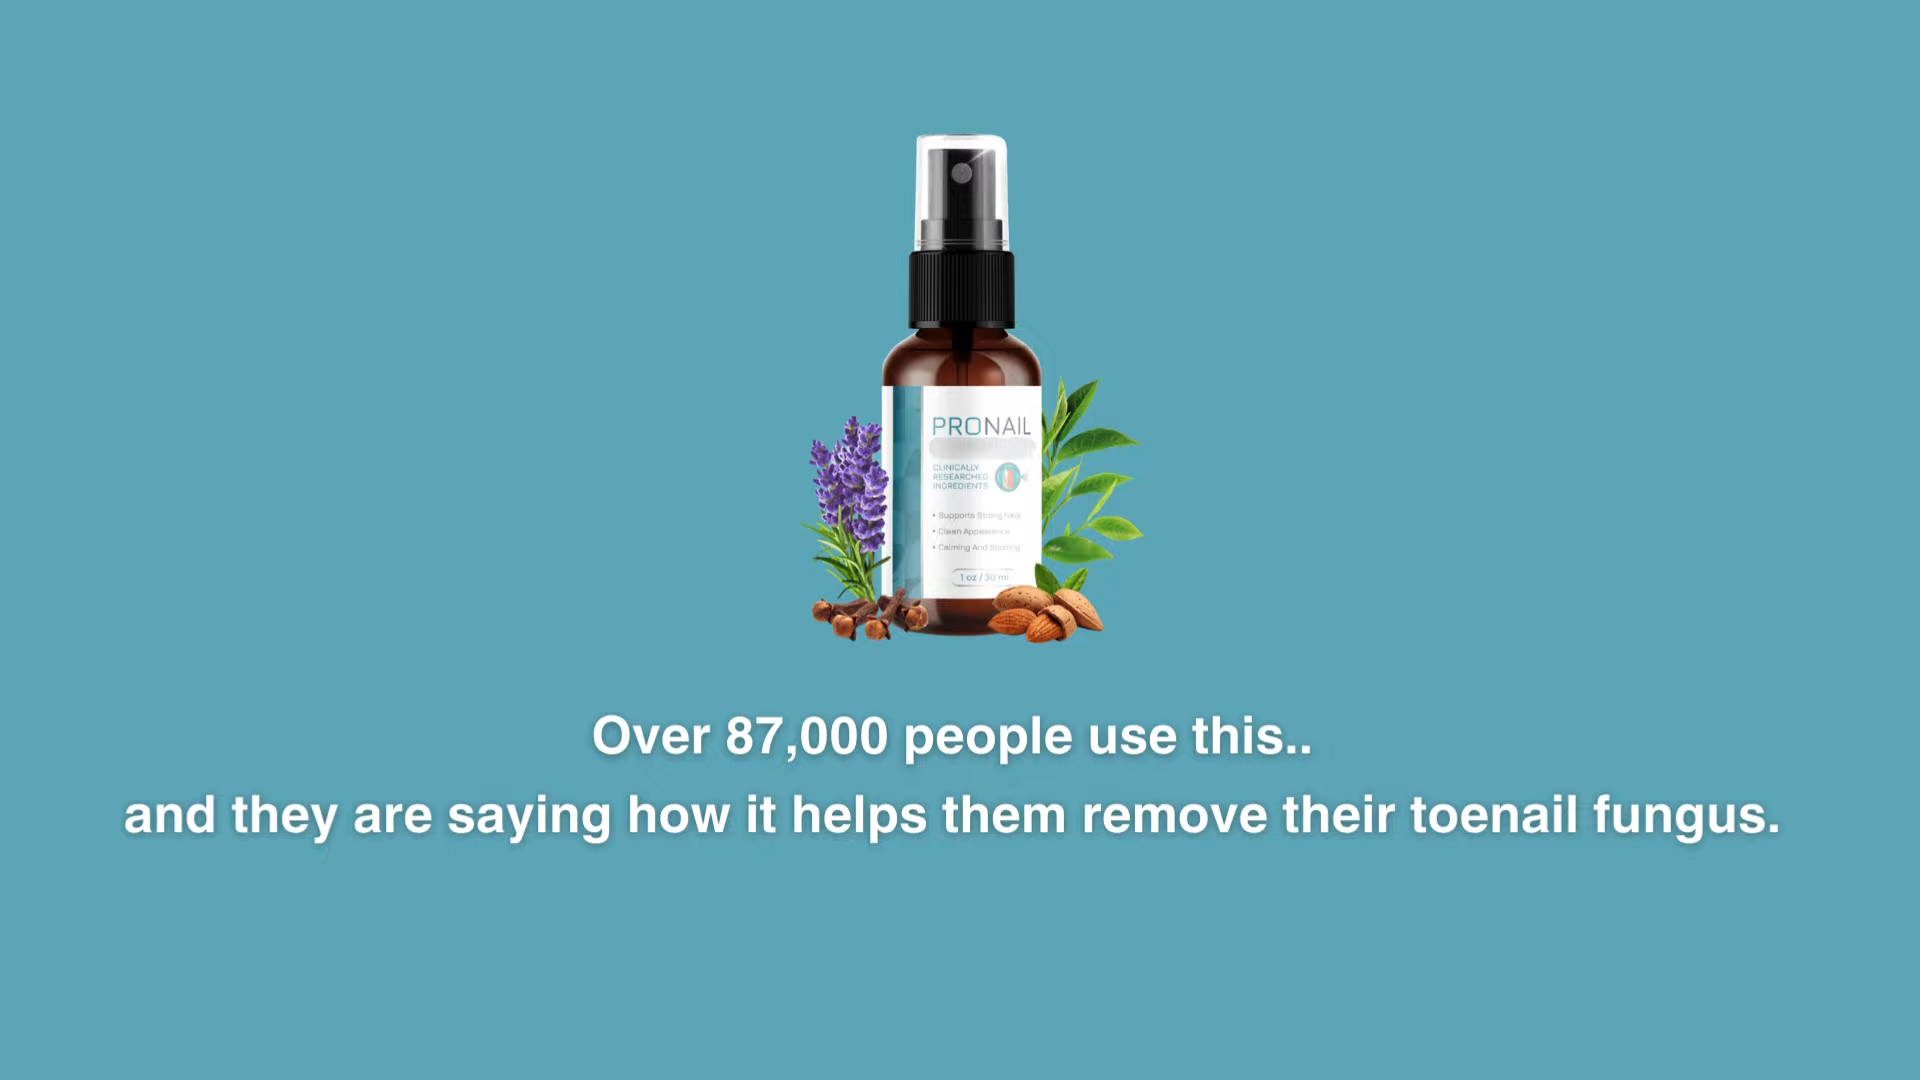 PRONAIL
CLINICALLY
RESEARCHED
INGREDIENTS
• Supports Strong Nails
• Clean Appearance
• Calming And
1 oz / 30 ml
Over 87,000 people use this..
and they are saying how it helps them remove their toenail fungus.